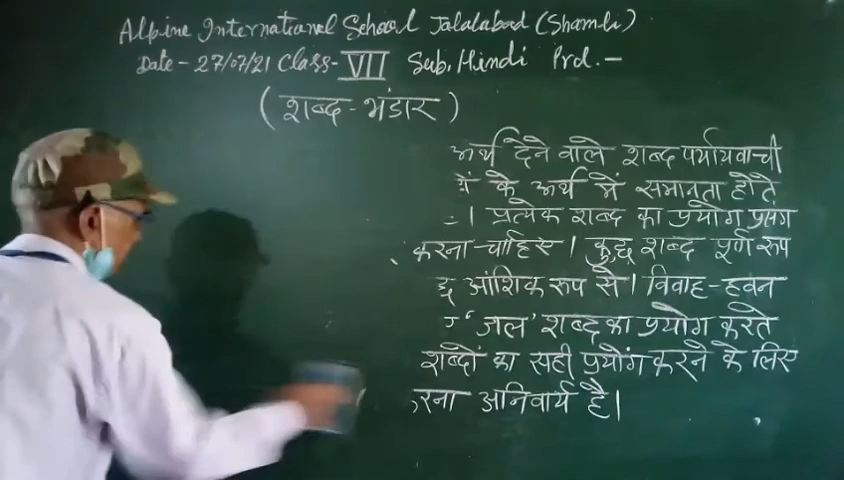 Alpine International School Jalalabad (Shamli)
Date - 27/07/21 Class - VII Sub. Hindi Prd. -
(शब्द - भंडार)
अर्थ देने वाले शब्द पर्यायवाची
के अर्थ में समानता होते
। प्रत्येक शब्द का प्रयोग प्रसंग
करना चाहिए। कुछ शब्द पूर्ण रूप
आंशिक रूप से। विवाह-हवन
'जल' शब्द का प्रयोग करते
शब्दों का सही प्रयोग करने के लिए
रना अनिवार्य है।